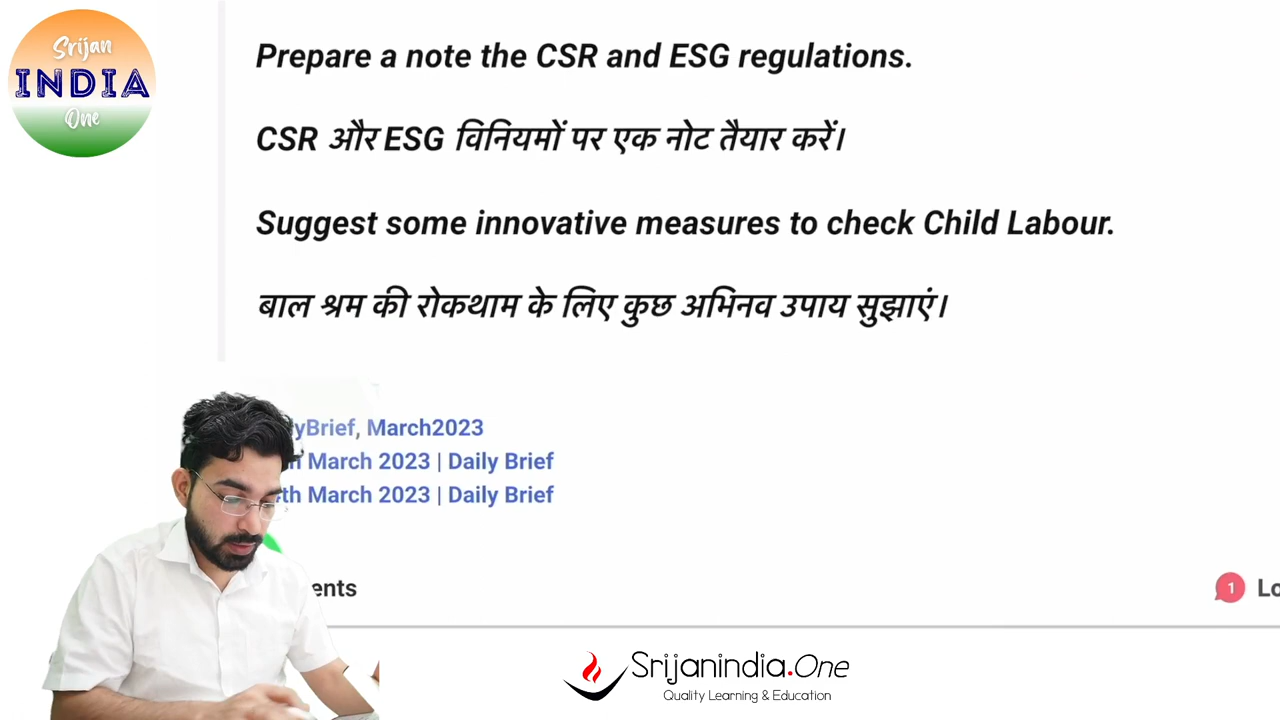 Srijan
INDIA
One
Prepare a note the CSR and ESG regulations.
CSR और ESG विनियमों पर एक नोट तैयार करें।
Suggest some innovative measures to check Child Labour.
बाल श्रम की रोकथाम के लिए कुछ अभिनव उपाय सुझाएं।
lyBrief, March2023
March 2023 | Daily Brief
th March 2023 | Daily Brief
ents
1
Lo
Srijanindia.One
Quality Learning & Education